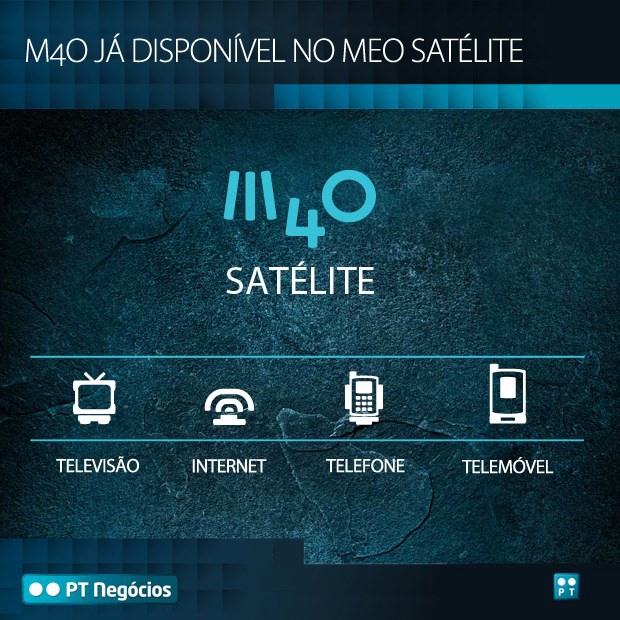 M4O JÁ DISPONÍVEL NO MEO SATÉLITE
M4O
SATÉLITE
TELEVISÃO INTERNET TELEFONE TELEMÓVEL
PT Negócios
PT